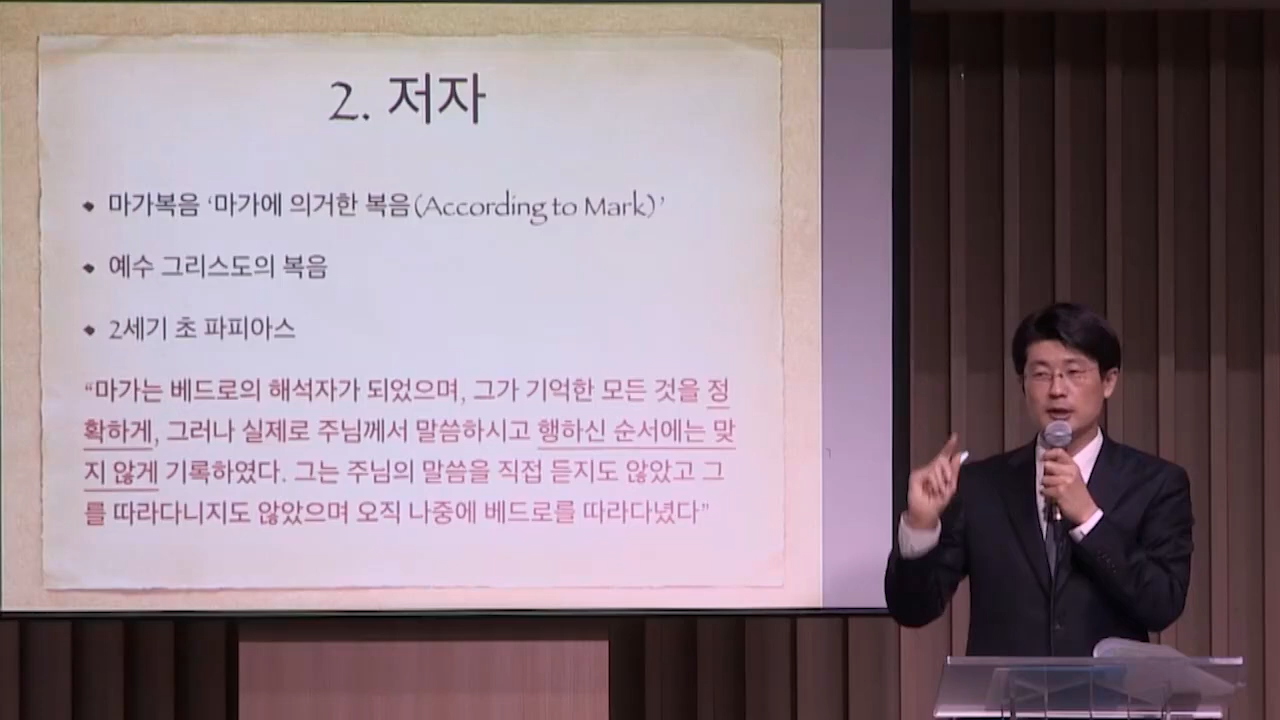 2. 저자
• 마가복음 ‘마가에 의거한 복음(According to Mark)’
• 예수 그리스도의 복음
• 2세기 초 파피아스
“마가는 베드로의 해석자가 되었으며, 그가 기억한 모든 것을 정
확하게, 그러나 실제로 주님께서 말씀하시고 행하신 순서에는 맞
지 않게 기록하였다. 그는 주님의 말씀을 직접 듣지도 않았고 그
를 따라다니지도 않았으며 오직 나중에 베드로를 따라다녔다”